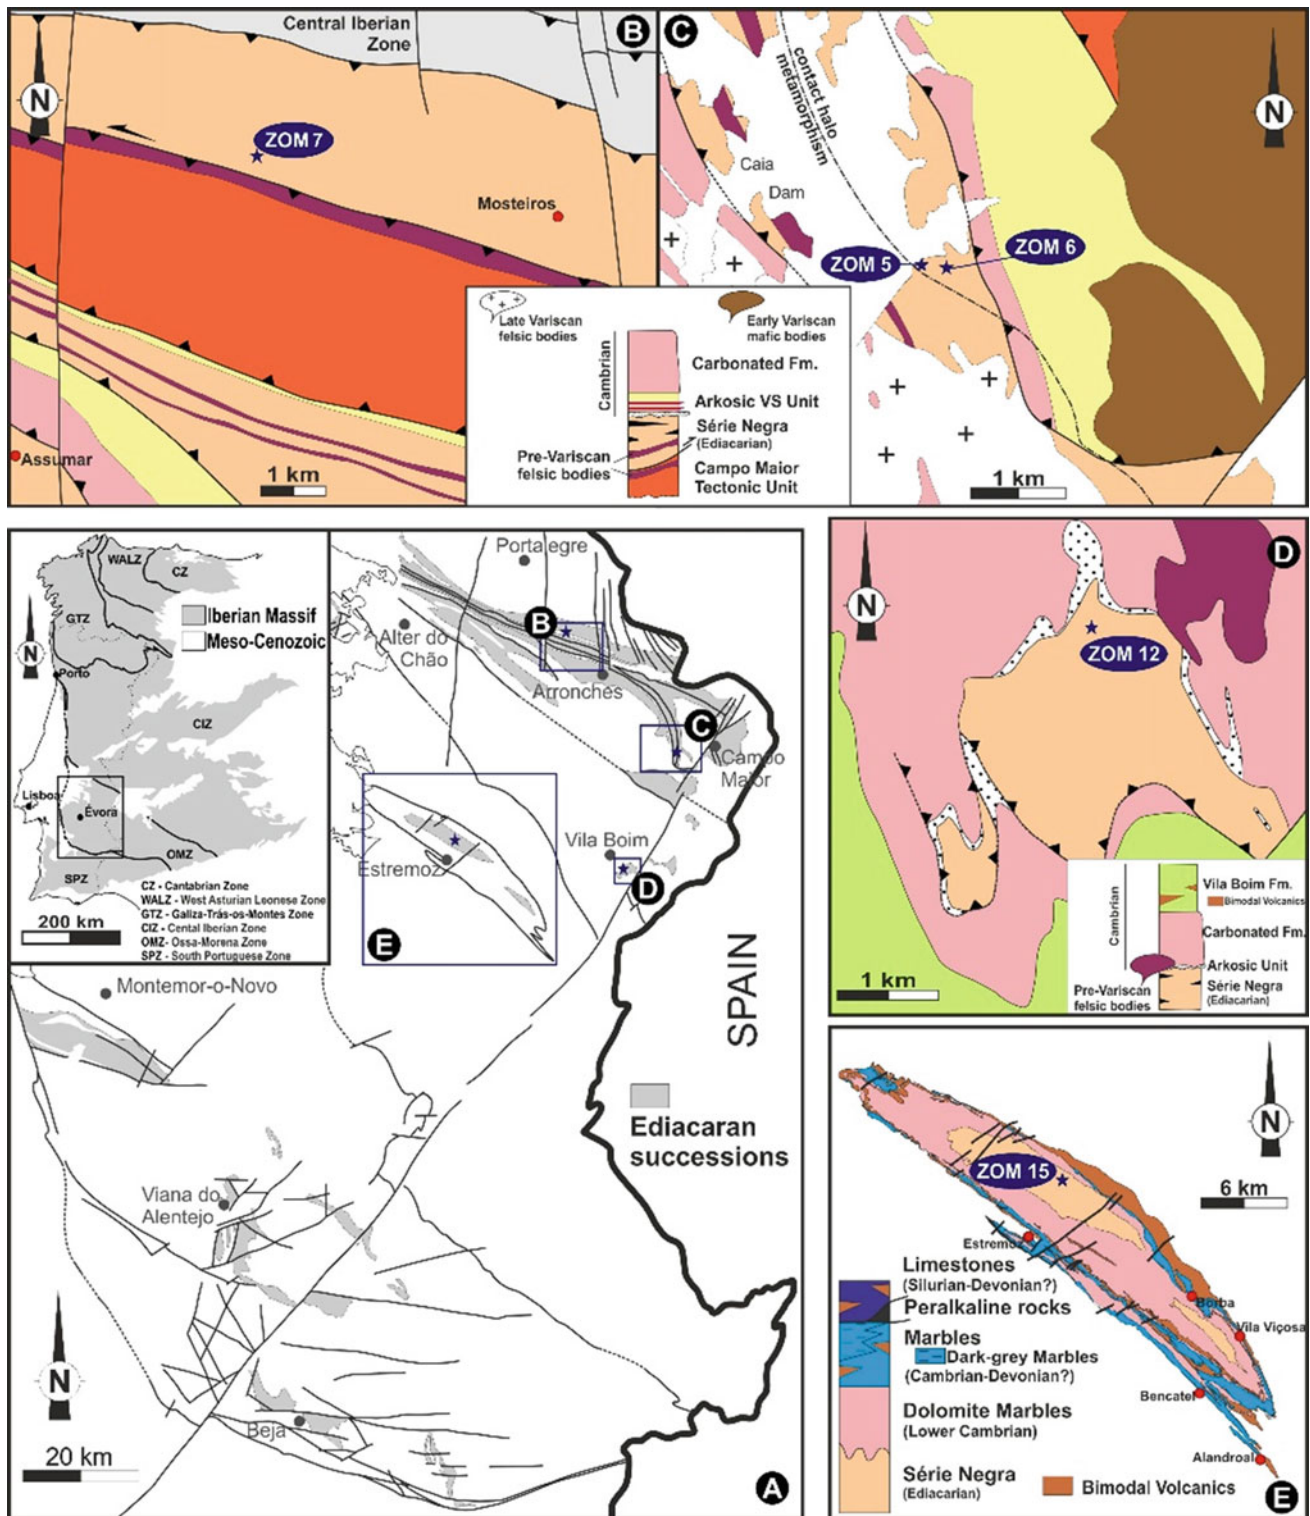 Central Iberian
Zone
B
N
ZOM 7
Mosteiros
Assumar
1 km
C
N
contact halo
metamorphism
Caia
Dam
ZOM 5
ZOM 6
1 km
Late Variscan
felsic bodies
Early Variscan
mafic bodies
Cambrian
Carbonated Fm.
Arkosic VS Unit
Série Negra
(Ediacarian)
Pre-Variscan
felsic bodies
Campo Maior
Tectonic Unit
WALZ
CZ
GTZ
Iberian Massif
Meso-Cenozoic
N
Porto
CIZ
Lisboa
Évora
OMZ
SPZ
200 km
CZ - Cantabrian Zone
WALZ - West Asturian Leonese Zone
GTZ - Galiza-Trás-os-Montes Zone
CIZ - Cental Iberian Zone
OMZ- Ossa-Morena Zone
SPZ - South Portuguese Zone
Portalegre
B
Alter do
Chão
Arronches
C
Campo
Maior
Vila Boim
Estremoz
D
E
Montemor-o-Novo
SPAIN
Ediacaran
successions
Viana do
Alentejo
N
Beja
20 km
A
D
N
ZOM 12
1 km
Cambrian
Vila Boim Fm.
Bimodal Volcanics
Carbonated Fm.
Arkosic Unit
Pre-Variscan
felsic bodies
Série Negra
(Ediacarian)
N
ZOM 15
6 km
Estremoz
Borba
Vila Viçosa
Bencatel
Alandroal
Limestones
(Silurian-Devonian?)
Peralkaline rocks
Marbles
Dark-grey Marbles
(Cambrian-Devonian?)
Dolomite Marbles
(Lower Cambrian)
Série Negra
(Ediacarian)
Bimodal Volcanics
E